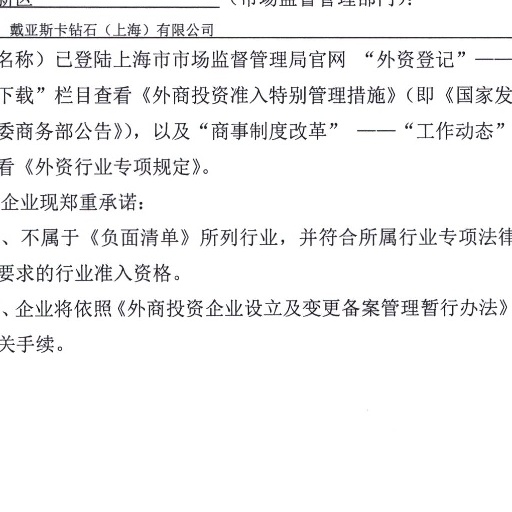 新区（市场监督管理部门）：
戴亚斯卡钻石（上海）有限公司
名称）已登陆上海市市场监督管理局官网 “外资登记”——
下载”栏目查看《外商投资准入特别管理措施》（即《国家发
委商务部公告》），以及“商事制度改革” ——“工作动态”
看《外资行业专项规定》。
企业现郑重承诺：
、不属于《负面清单》所列行业，并符合所属行业专项法律
要求的行业准入资格。
、企业将依照《外商投资企业设立及变更备案管理暂行办法》
关手续。